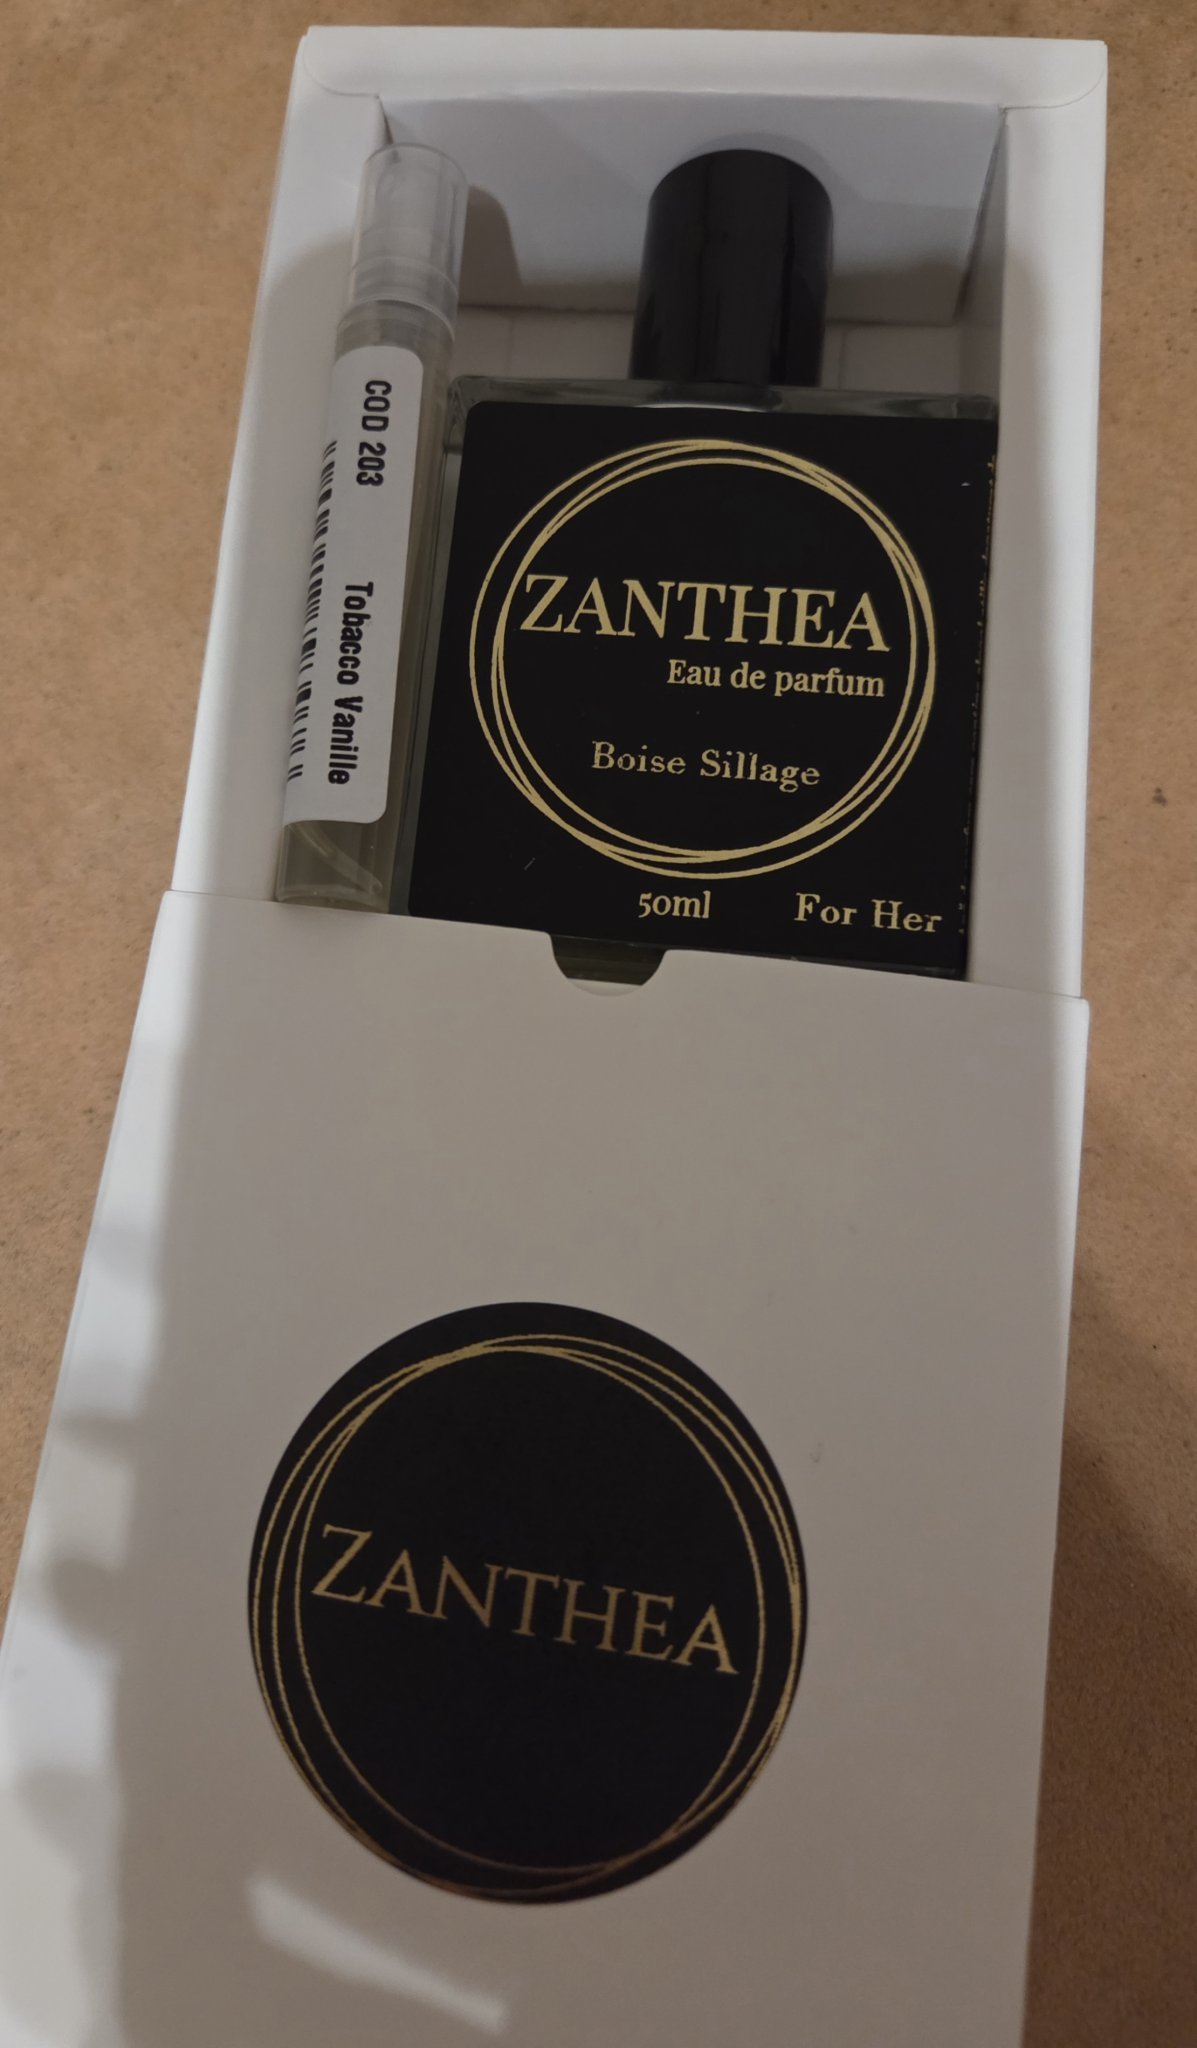 COD 203 Tobacco Vanille
ZANTHEA
Eau de parfum
Boise Sillage
50ml For Her
ZANTHEA